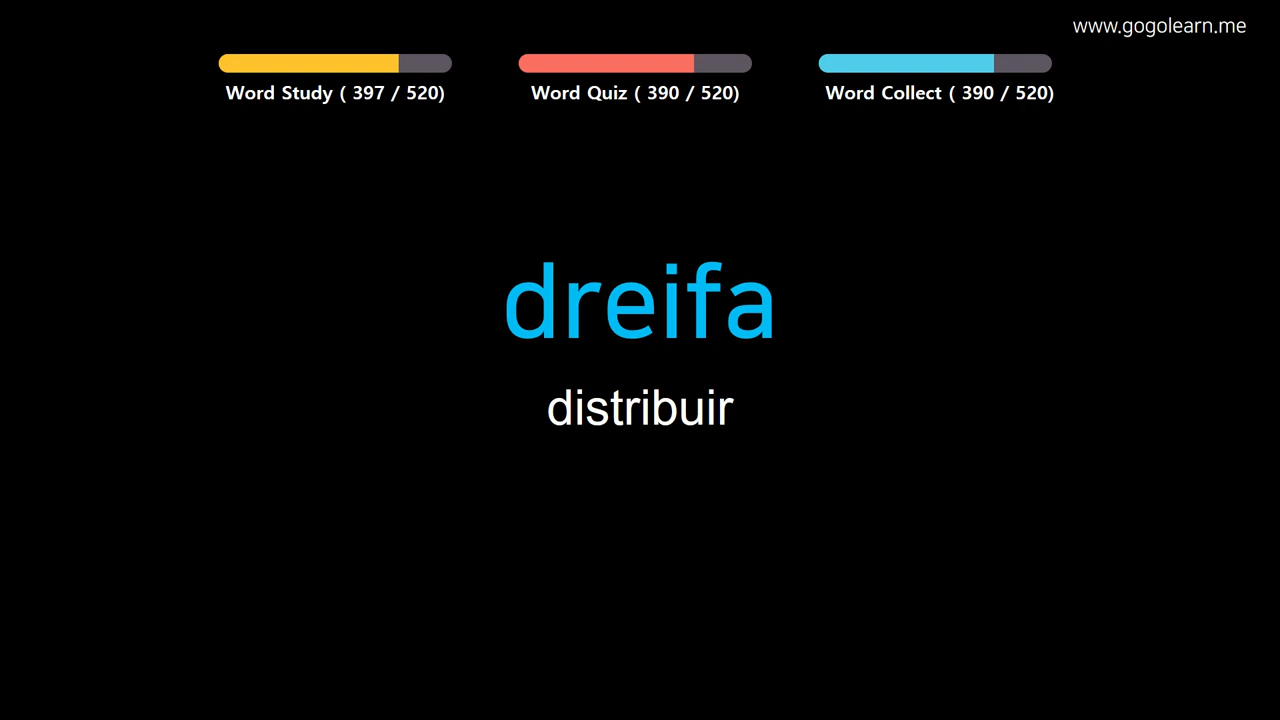 www.gogolearn.me
Word Study ( 397 / 520)
Word Quiz ( 390 / 520)
Word Collect ( 390 / 520)
dreifa
distribuir